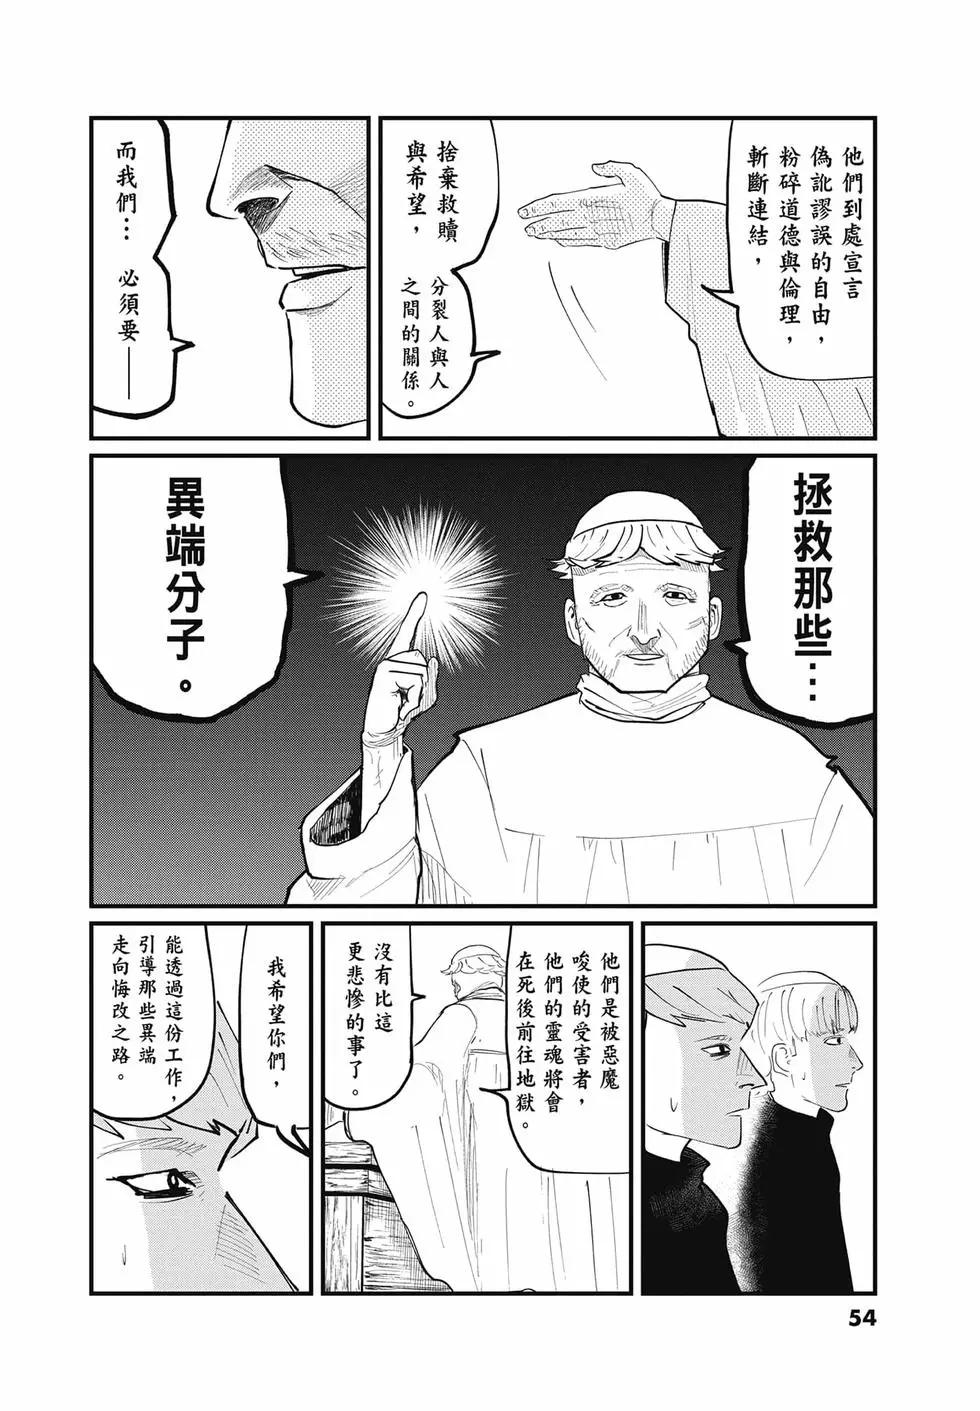 他們到處宣言
偽訛謬誤的自由，
粉碎道德與倫理，
斬斷連結，
捨棄救贖
與希望，
分裂人與人
之間的關係。
而我們…
必須要——
拯救那些…
異端分子。
他們是被惡魔
唆使的受害者，
他們的靈魂將會
在死後前往地獄。
沒有比這
更悲慘的事了。
我希望你們，
能透過這份工作，
引導那些異端
走向悔改之路。
54